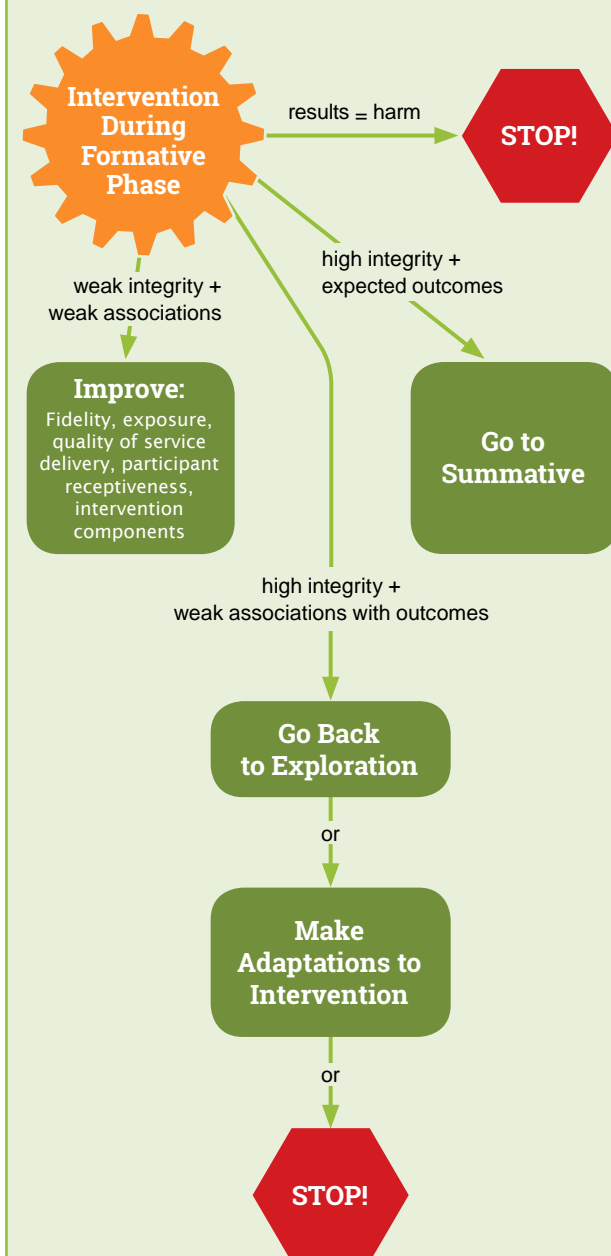 Intervention
During
Formative
Phase
results = harm
STOP!
high integrity +
expected outcomes
weak integrity +
weak associations
Improve:
Fidelity, exposure,
quality of service
delivery, participant
receptiveness,
intervention
components
Go to
Summative
high integrity +
weak associations with outcomes
Go Back
to Exploration
or
Make
Adaptations to
Intervention
or
STOP!